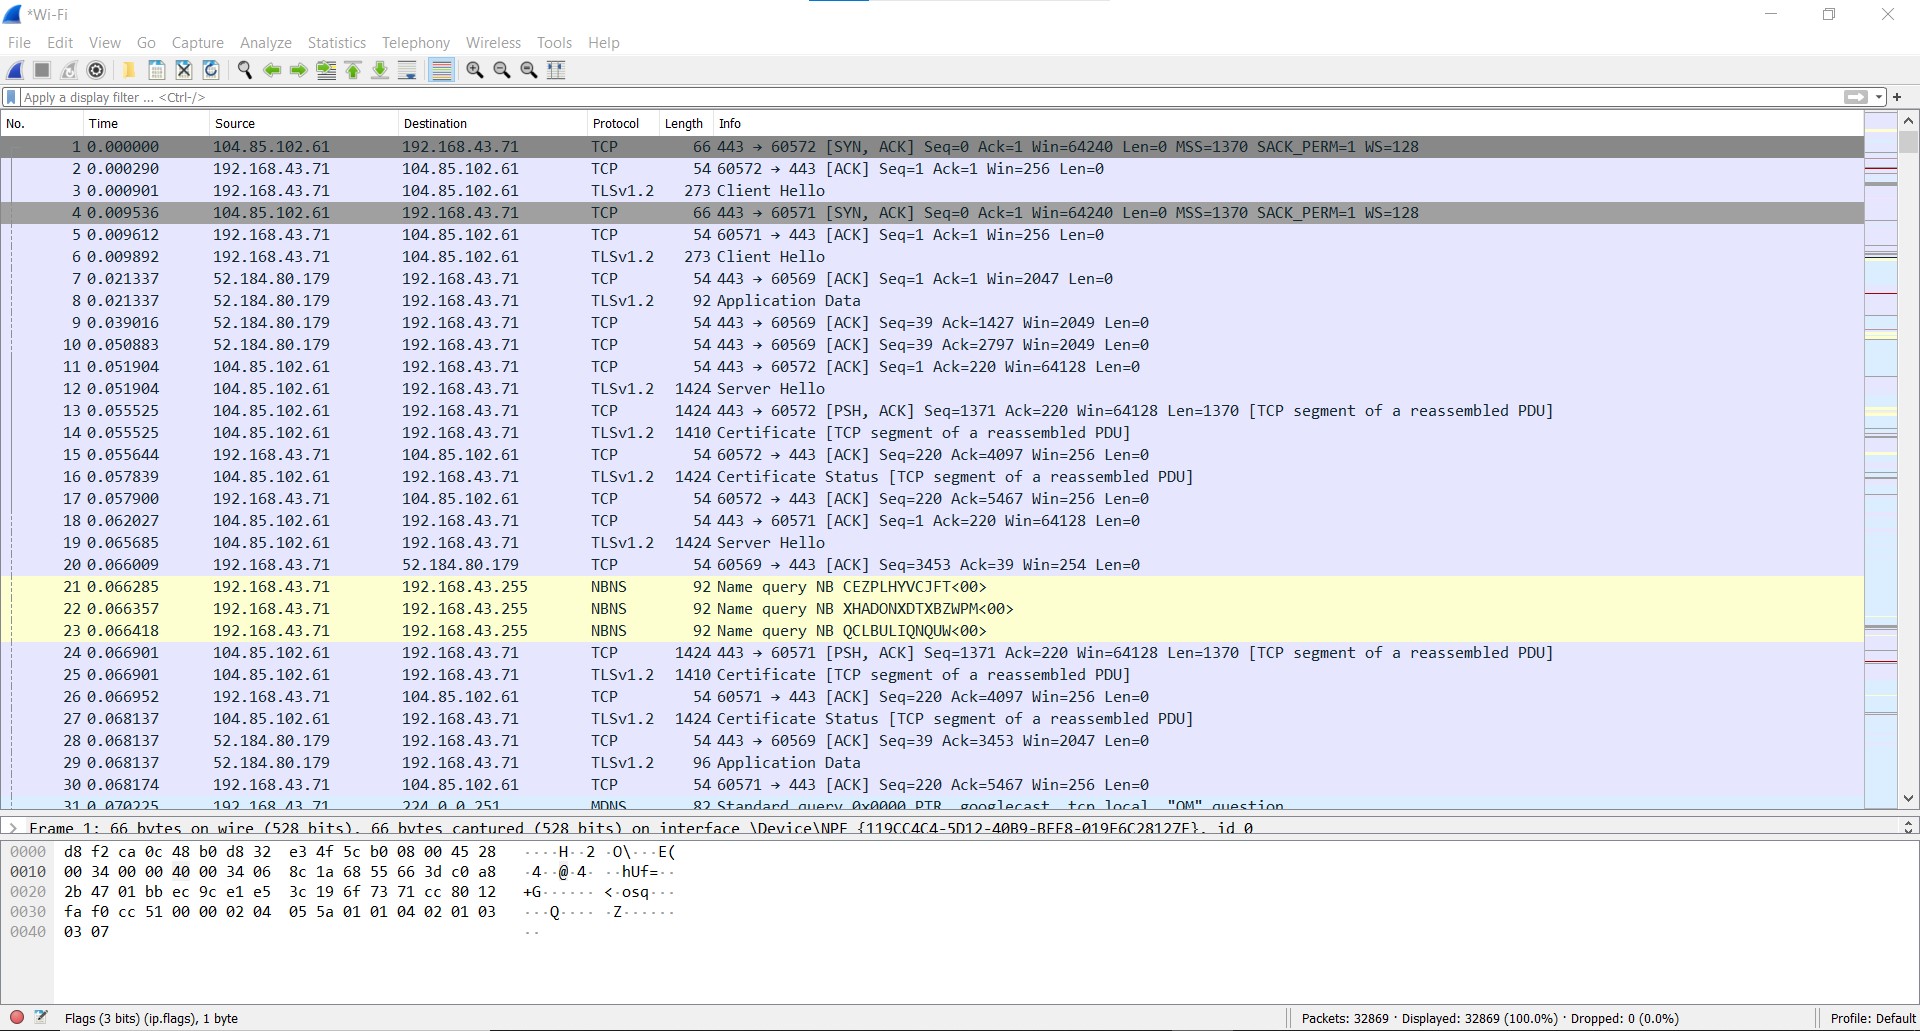 *Wi-Fi
File Edit View Go Capture Analyze Statistics Telephony Wireless Tools Help
Apply a display filter ... <Ctrl-/>
No. Time Source Destination Protocol Length Info
1 0.000000 104.85.102.61 192.168.43.71 TCP 66 443 → 60572 [SYN, ACK] Seq=0 Ack=1 Win=64240 Len=0 MSS=1370 SACK_PERM=1 WS=128
2 0.000290 192.168.43.71 104.85.102.61 TCP 54 60572 → 443 [ACK] Seq=1 Ack=1 Win=256 Len=0
3 0.000901 192.168.43.71 104.85.102.61 TLSv1.2 273 Client Hello
4 0.009536 104.85.102.61 192.168.43.71 TCP 66 443 → 60571 [SYN, ACK] Seq=0 Ack=1 Win=64240 Len=0 MSS=1370 SACK_PERM=1 WS=128
5 0.009612 192.168.43.71 104.85.102.61 TCP 54 60571 → 443 [ACK] Seq=1 Ack=1 Win=256 Len=0
6 0.009892 192.168.43.71 104.85.102.61 TLSv1.2 273 Client Hello
7 0.021337 52.184.80.179 192.168.43.71 TCP 54 443 → 60569 [ACK] Seq=1 Ack=1 Win=2047 Len=0
8 0.021337 52.184.80.179 192.168.43.71 TLSv1.2 92 Application Data
9 0.039016 52.184.80.179 192.168.43.71 TCP 54 443 → 60569 [ACK] Seq=39 Ack=1427 Win=2049 Len=0
10 0.050883 52.184.80.179 192.168.43.71 TCP 54 443 → 60569 [ACK] Seq=39 Ack=2797 Win=2049 Len=0
11 0.051904 104.85.102.61 192.168.43.71 TCP 54 443 → 60572 [ACK] Seq=1 Ack=220 Win=64128 Len=0
12 0.051904 104.85.102.61 192.168.43.71 TLSv1.2 1424 Server Hello
13 0.055525 104.85.102.61 192.168.43.71 TCP 1424 443 → 60572 [PSH, ACK] Seq=1371 Ack=220 Win=64128 Len=1370 [TCP segment of a reassembled PDU]
14 0.055525 104.85.102.61 192.168.43.71 TLSv1.2 1410 Certificate [TCP segment of a reassembled PDU]
15 0.055644 192.168.43.71 104.85.102.61 TCP 54 60572 → 443 [ACK] Seq=220 Ack=4097 Win=256 Len=0
16 0.057839 104.85.102.61 192.168.43.71 TLSv1.2 1424 Certificate Status [TCP segment of a reassembled PDU]
17 0.057900 192.168.43.71 104.85.102.61 TCP 54 60572 → 443 [ACK] Seq=220 Ack=5467 Win=256 Len=0
18 0.062027 104.85.102.61 192.168.43.71 TCP 54 443 → 60571 [ACK] Seq=1 Ack=220 Win=64128 Len=0
19 0.065685 104.85.102.61 192.168.43.71 TLSv1.2 1424 Server Hello
20 0.066009 192.168.43.71 52.184.80.179 TCP 54 60569 → 443 [ACK] Seq=3453 Ack=39 Win=254 Len=0
21 0.066285 192.168.43.71 192.168.43.255 NBNS 92 Name query NB CEZPLHYVCJFT<00>
22 0.066357 192.168.43.71 192.168.43.255 NBNS 92 Name query NB XHADONXDTXBZWPM<00>
23 0.066418 192.168.43.71 192.168.43.255 NBNS 92 Name query NB QCLBULIQNQUW<00>
24 0.066901 104.85.102.61 192.168.43.71 TCP 1424 443 → 60571 [PSH, ACK] Seq=1371 Ack=220 Win=64128 Len=1370 [TCP segment of a reassembled PDU]
25 0.066901 104.85.102.61 192.168.43.71 TLSv1.2 1410 Certificate [TCP segment of a reassembled PDU]
26 0.066952 192.168.43.71 104.85.102.61 TCP 54 60571 → 443 [ACK] Seq=220 Ack=4097 Win=256 Len=0
27 0.068137 104.85.102.61 192.168.43.71 TLSv1.2 1424 Certificate Status [TCP segment of a reassembled PDU]
28 0.068137 52.184.80.179 192.168.43.71 TCP 54 443 → 60569 [ACK] Seq=39 Ack=3453 Win=2047 Len=0
29 0.068137 52.184.80.179 192.168.43.71 TLSv1.2 96 Application Data
30 0.068174 192.168.43.71 104.85.102.61 TCP 54 60571 → 443 [ACK] Seq=220 Ack=5467 Win=256 Len=0
31 0.070225 192.168.43.71 224.0.0.251 MDNS 82 Standard query 0x0000 PTR _googlecast._tcp.local, "QM" question
Frame 1: 66 bytes on wire (528 bits), 66 bytes captured (528 bits) on interface \Device\NPF_{119CC4C4-5D12-40B9-BEE8-019E6C28127E}, id 0
0000 d8 f2 ca 0c 48 b0 d8 32 e3 4f 5c b0 08 00 45 28 ····H··2 ·O\···E(
0010 00 34 00 00 40 00 34 06 8c 1a 68 55 66 3d c0 a8 ·4··@·4· ··hUf=··
0020 2b 47 01 bb ec 9c e1 e5 3c 19 6f 73 71 cc 80 12 +G······ <·osq···
0030 fa f0 cc 51 00 00 02 04 05 5a 01 01 04 02 01 03 ···Q···· ·Z······
0040 03 07 ··
Flags (3 bits) (ip.flags), 1 byte
Packets: 32869 · Displayed: 32869 (100.0%) · Dropped: 0 (0.0%)
Profile: Default